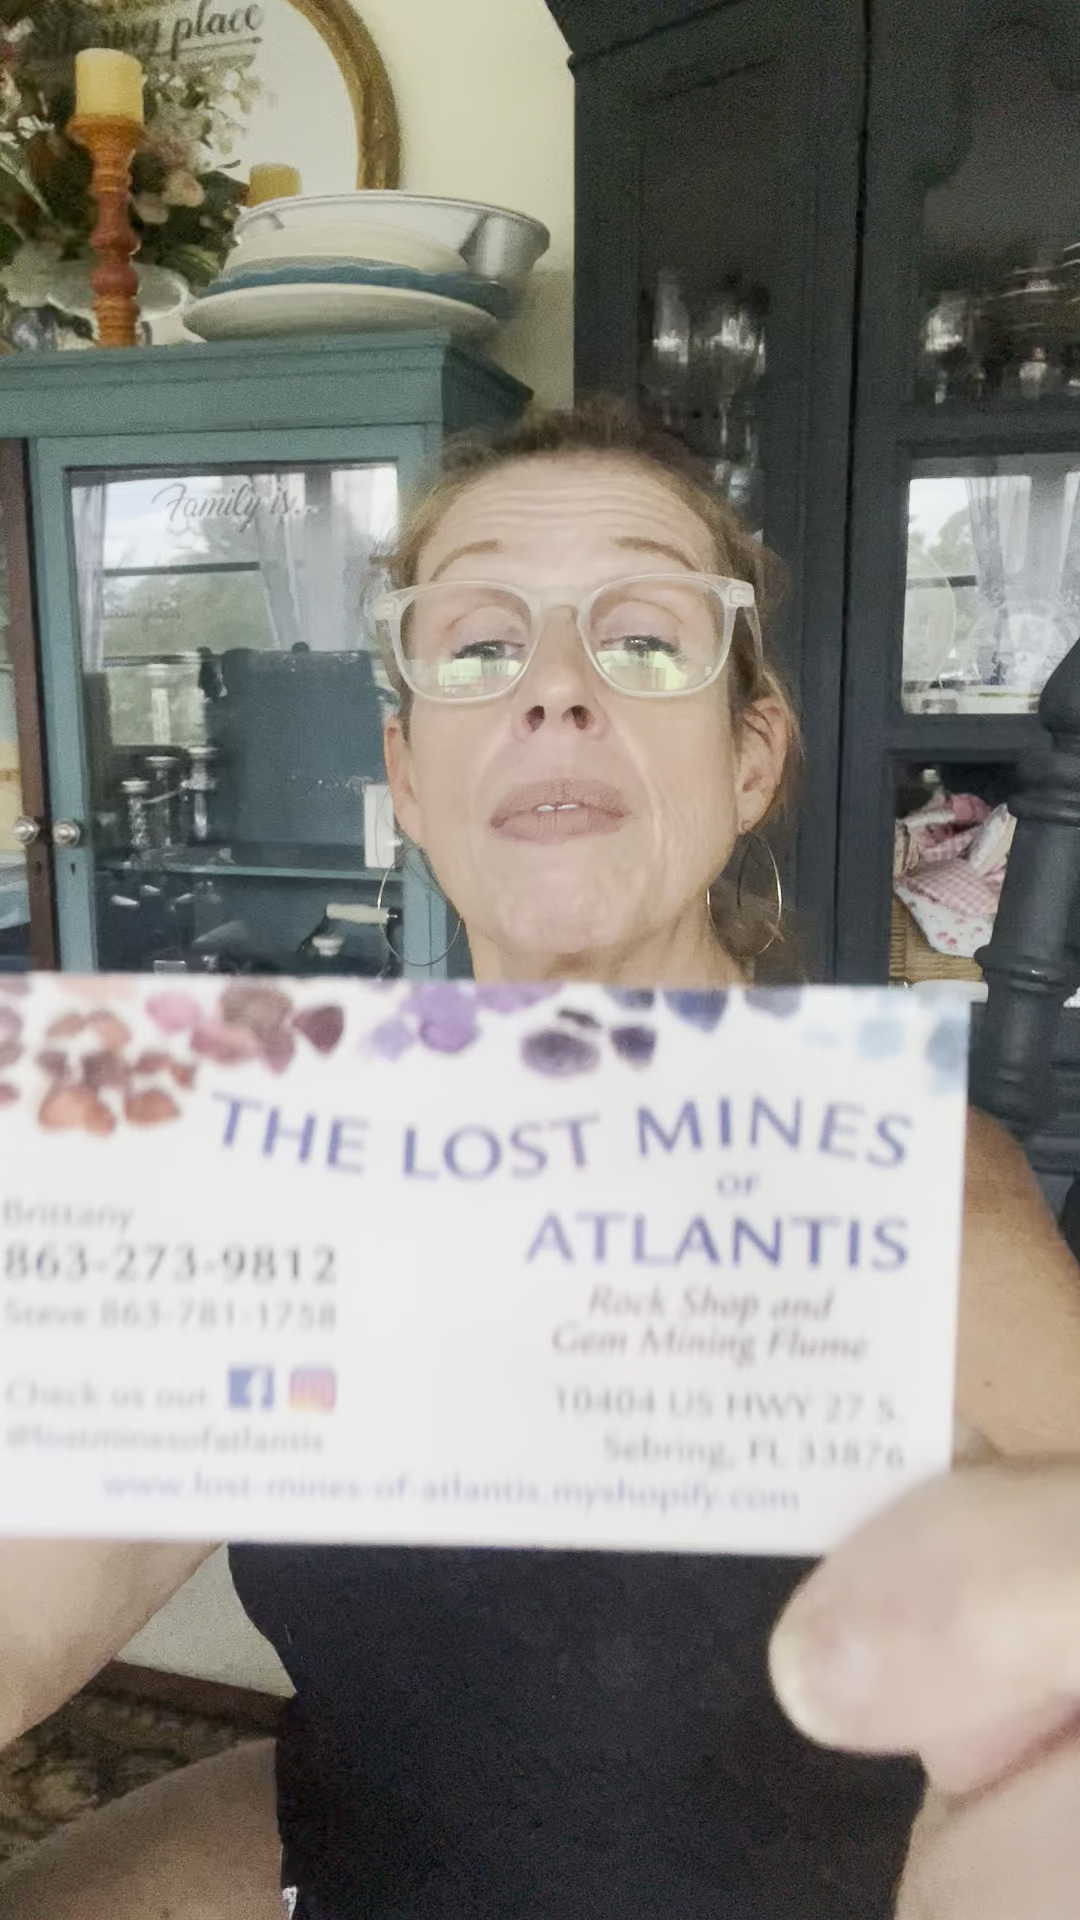 place
Family is...
THE LOST MINES
OF
ATLANTIS
Rock Shop and
Gem Mining Flume
10404 US HWY 27 S.
Sebring, FL 33876
Brittany
863-273-9812
Steve 863-781-1758
Check us out
@lostminesofatlantis
www.lost-mines-of-atlantis.myshopify.com